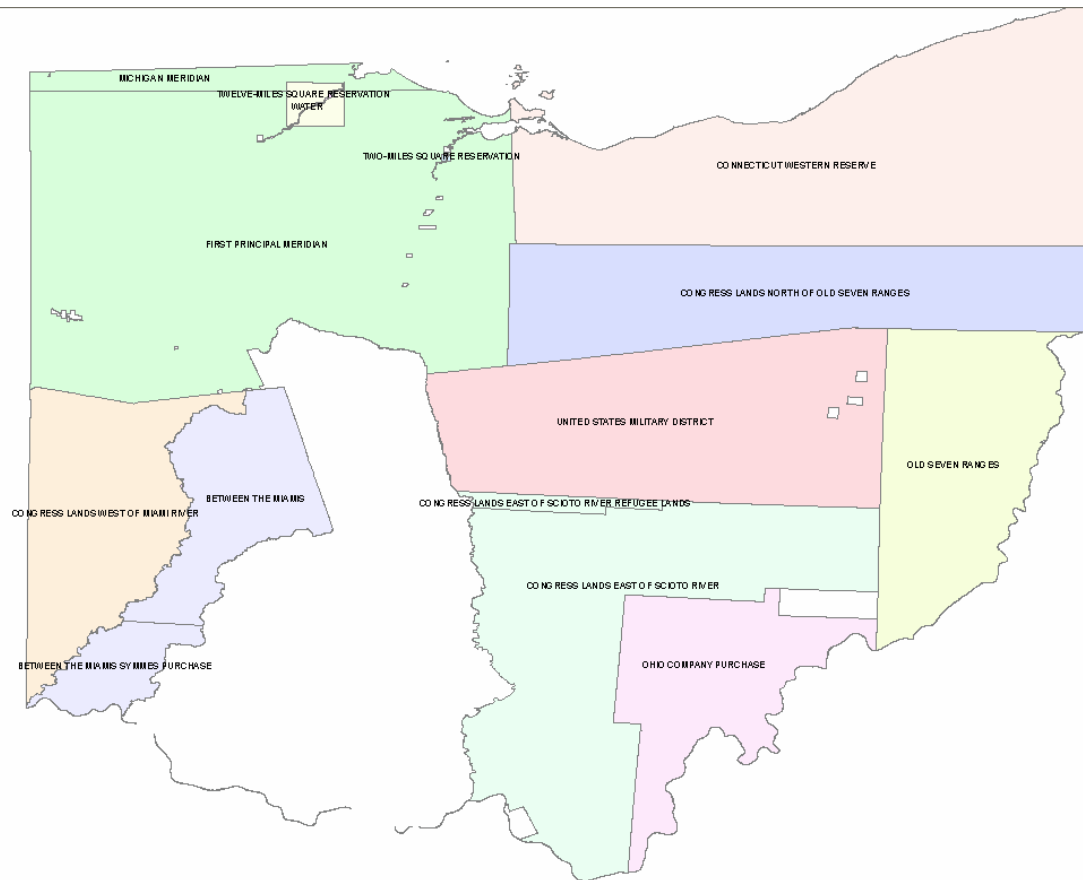 MICHIGAN MERIDIAN
TWELVE-MILES SQUARE RESERVATION
WATER
TWO-MILES SQUARE RESERVATION
CONNECTICUT WESTERN RESERVE
FIRST PRINCIPAL MERIDIAN
CONGRESS LANDS NORTH OF OLD SEVEN RANGES
UNITED STATES MILITARY DISTRICT
OLD SEVEN RANGES
BETWEEN THE MIAMIS
CONGRESS LANDS EAST OF SCIOTO RIVER REFUGEE LANDS
CONGRESS LANDS WEST OF MIAMI RIVER
CONGRESS LANDS EAST OF SCIOTO RIVER
BETWEEN THE MIAMIS SYMMES PURCHASE
OHIO COMPANY PURCHASE